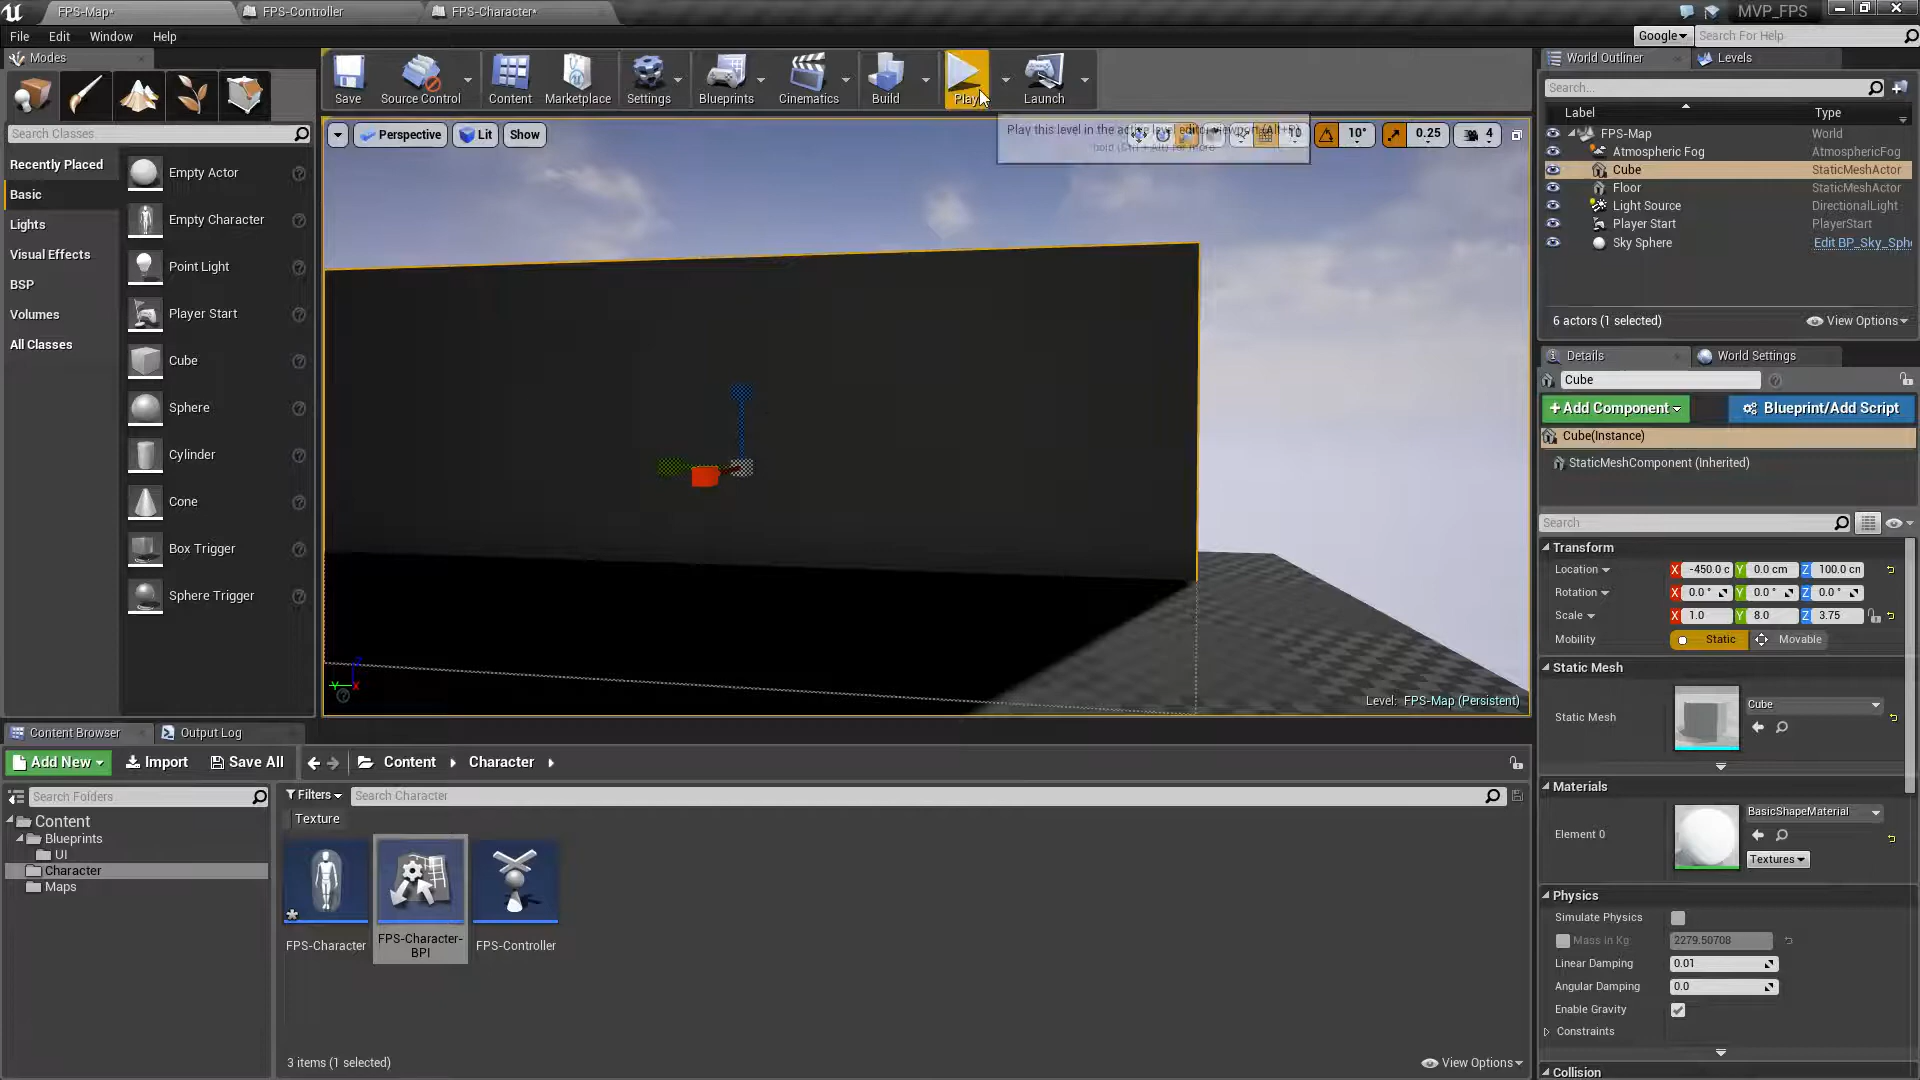 FPS-Map*
FPS-Controller
FPS-Character*
MVP_FPS
File
Edit
Window
Help
Google
Search For Help
Modes
Search Classes
Recently Placed
Basic
Lights
Visual Effects
BSP
Volumes
All Classes
Empty Actor
Empty Character
Point Light
Player Start
Cube
Sphere
Cylinder
Cone
Box Trigger
Sphere Trigger
Save
Source Control
Content
Marketplace
Settings
Blueprints
Cinematics
Build
Play
Launch
Play this level in the active level editor viewport (Alt+P)
hold (Ctrl + Alt) for more
Perspective
Lit
Show
10
10°
0.25
4
Level: FPS-Map (Persistent)
World Outliner
Levels
Search...
Label
Type
FPS-Map
World
Atmospheric Fog
AtmosphericFog
Cube
StaticMeshActor
Floor
StaticMeshActor
Light Source
DirectionalLight
Player Start
PlayerStart
Sky Sphere
Edit BP_Sky_Sph
6 actors (1 selected)
View Options
Details
World Settings
Cube
+Add Component
Blueprint/Add Script
Cube(Instance)
StaticMeshComponent (Inherited)
Search
Transform
Location
X -450.0 c Y 0.0 cm Z 100.0 cm
Rotation
X 0.0 ° Y 0.0 ° Z 0.0 °
Scale
X 1.0 Y 8.0 Z 3.75
Mobility
Static
Movable
Static Mesh
Static Mesh
Cube
Materials
Element 0
BasicShapeMaterial
Textures
Physics
Simulate Physics
Mass in Kg
2279.50708
Linear Damping
0.01
Angular Damping
0.0
Enable Gravity
Constraints
Collision
Content Browser
Output Log
Add New
Import
Save All
Content
Character
Search Folders
Filters
Search Character
Texture
Content
Blueprints
UI
Character
Maps
FPS-Character
FPS-Character-
BPI
FPS-Controller
3 items (1 selected)
View Options